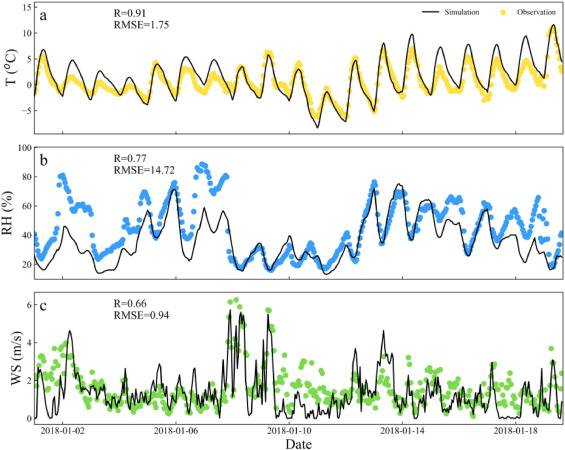 a
R=0.91
RMSE=1.75
Simulation
Observation
T (°C)
15
10
5
0
−5
b
R=0.77
RMSE=14.72
RH (%)
100
80
60
40
20
c
R=0.66
RMSE=0.94
WS (m/s)
6
4
2
0
2018-01-02
2018-01-06
2018-01-10
2018-01-14
2018-01-18
Date